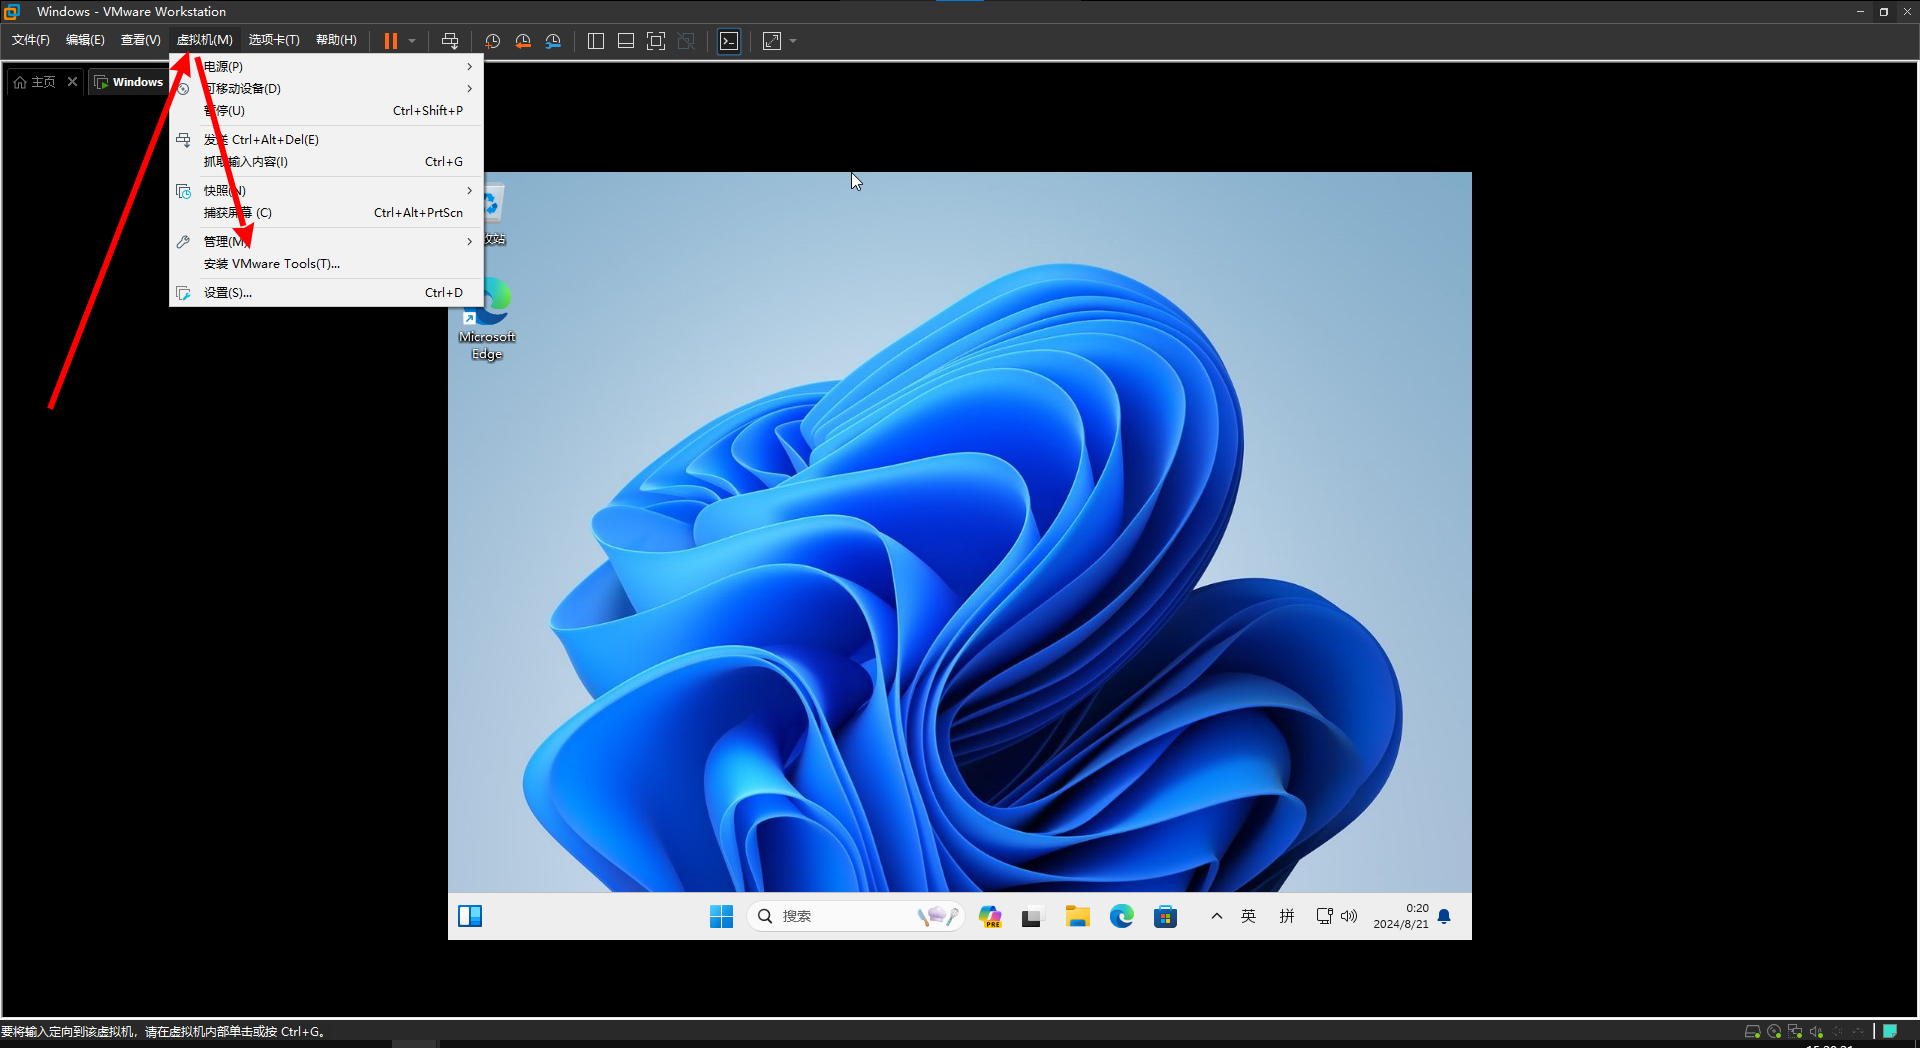 Windows - VMware Workstation
文件(F) 编辑(E) 查看(V) 虚拟机(M) 选项卡(T) 帮助(H)
主页 Windows
电源(P)
可移动设备(D)
暂停(U) Ctrl+Shift+P
发送 Ctrl+Alt+Del(E)
抓取输入内容(I) Ctrl+G
快照(N)
捕获屏幕 (C) Ctrl+Alt+PrtScn
管理(M)
安装 VMware Tools(T)...
设置(S)... Ctrl+D
站
Microsoft
Edge
搜索
PRE
英 拼
0:20
2024/8/21
要将输入定向到该虚拟机，请在虚拟机内部单击或按 Ctrl+G。